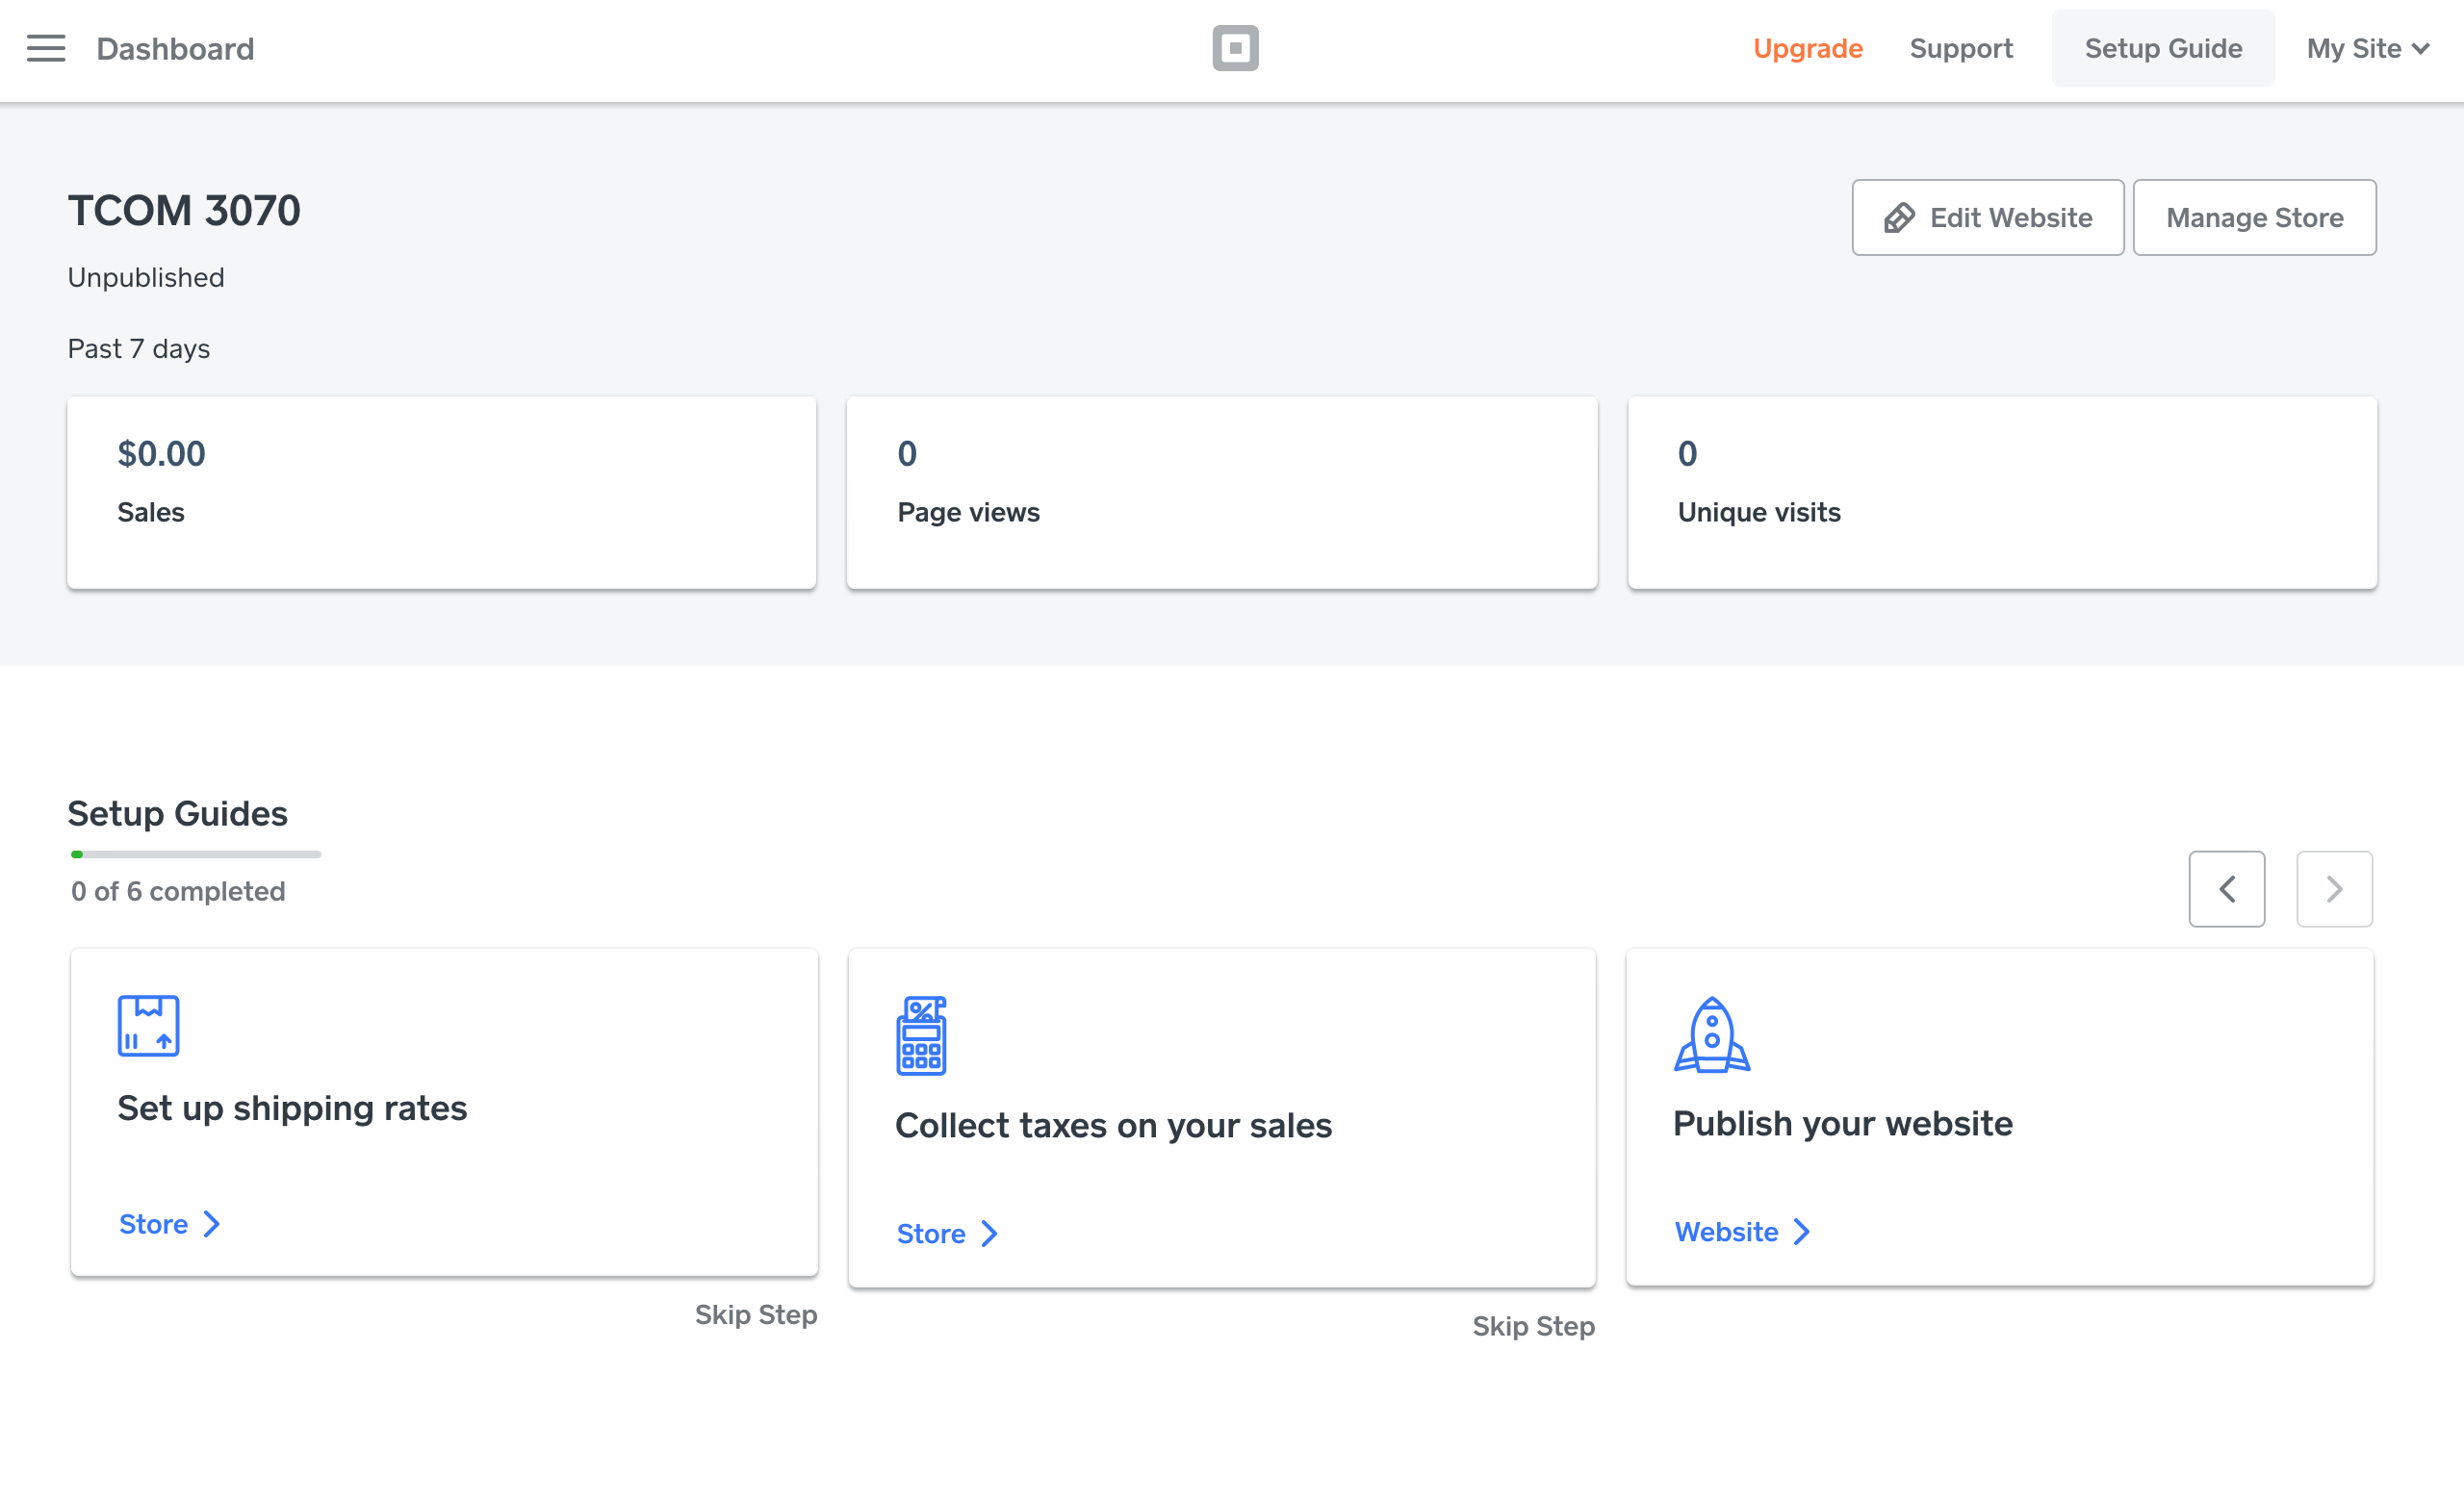 Dashboard
Upgrade
Support
Setup Guide
My Site
TCOM 3070
Edit Website
Manage Store
Unpublished
Past 7 days
$0.00
Sales
0
Page views
0
Unique visits
Setup Guides
0 of 6 completed
Set up shipping rates
Store
Skip Step
%
Collect taxes on your sales
Store
Skip Step
Publish your website
Website